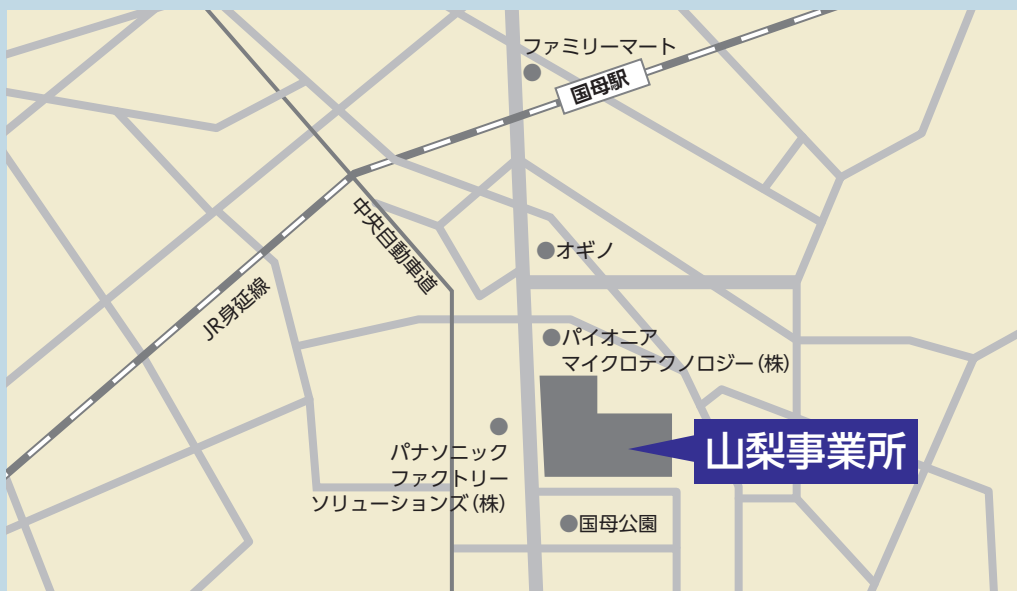 ファミリーマート
国母駅
中央自動車道
オギノ
JR身延線
パイオニア
マイクロテクノロジー(株)
山梨事業所
パナソニック
ファクトリー
ソリューションズ(株)
国母公園